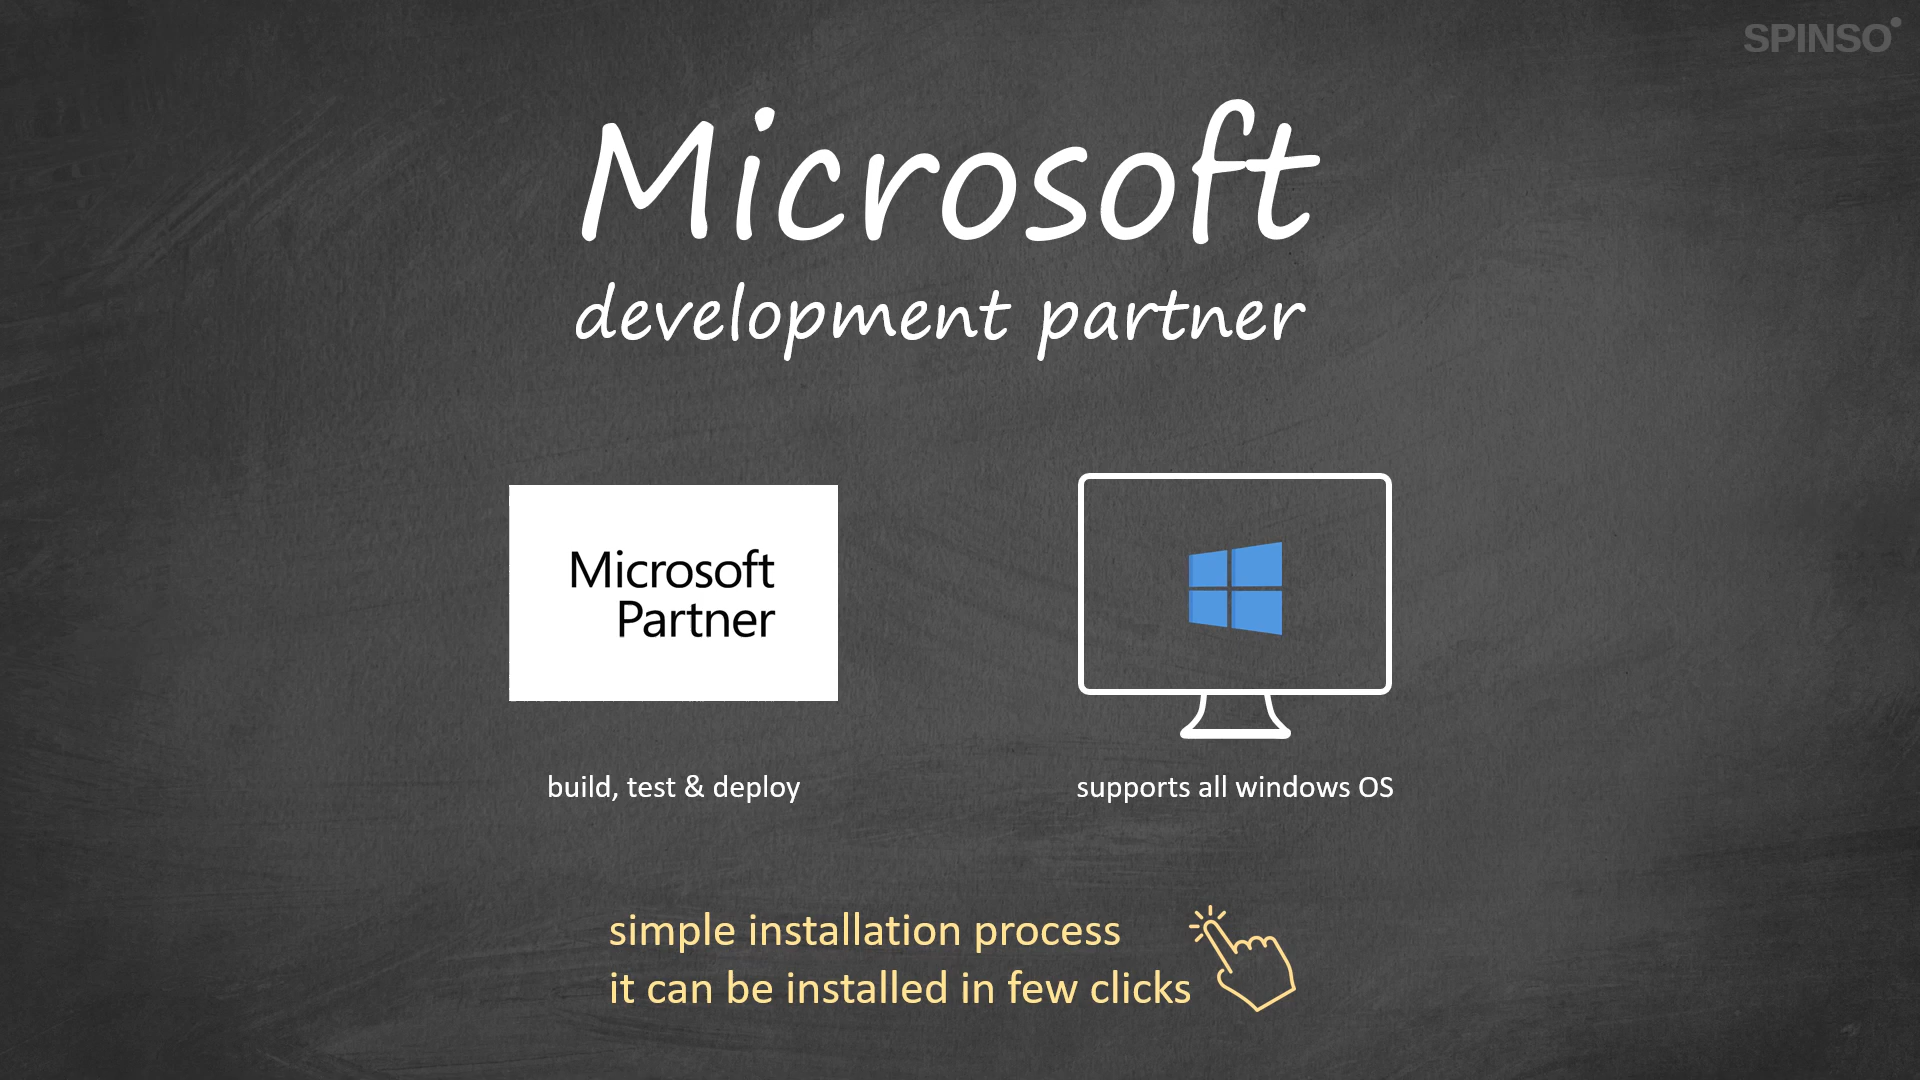 SPINSO
Microsoft
development partner
Microsoft
Partner
build, test & deploy
supports all windows OS
simple installation process
it can be installed in few clicks